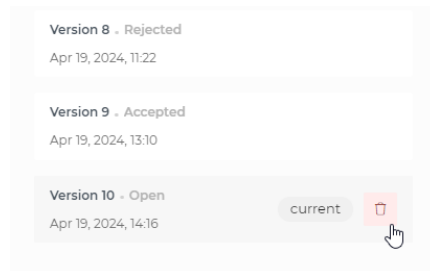 Version 8 • Rejected
Apr 19, 2024, 11:22
Version 9 • Accepted
Apr 19, 2024, 13:10
Version 10 • Open
current
Apr 19, 2024, 14:16